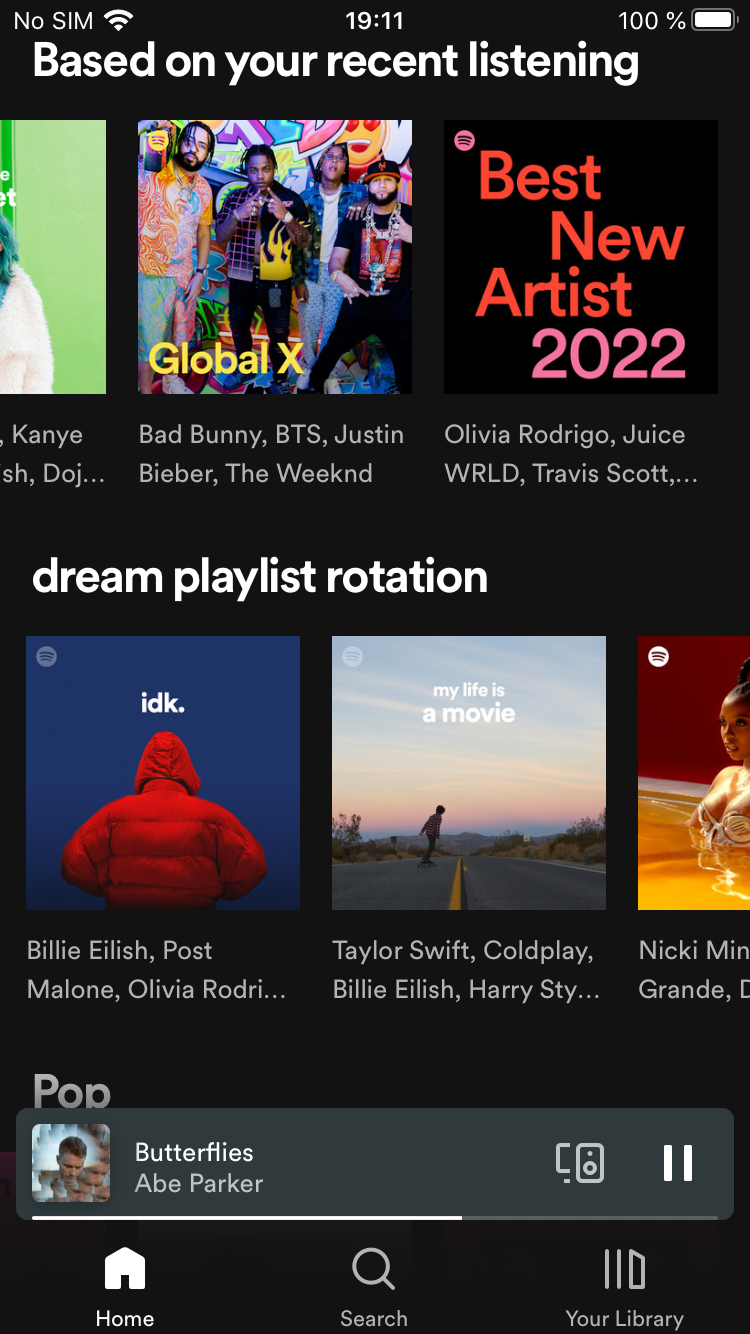 No SIM 19:11 100 %
Based on your recent listening
Best
New
Artist
2022
Global X
, Kanye
Bad Bunny, BTS, Justin
Olivia Rodrigo, Juice
sh, Doj...
Bieber, The Weeknd
WRLD, Travis Scott,...
dream playlist rotation
idk.
my life is
a movie
Billie Eilish, Post
Malone, Olivia Rodri...
Taylor Swift, Coldplay,
Billie Eilish, Harry Sty...
Nicki Min
Grande, D
Pop
Butterflies
Abe Parker
Home
Search
Your Library